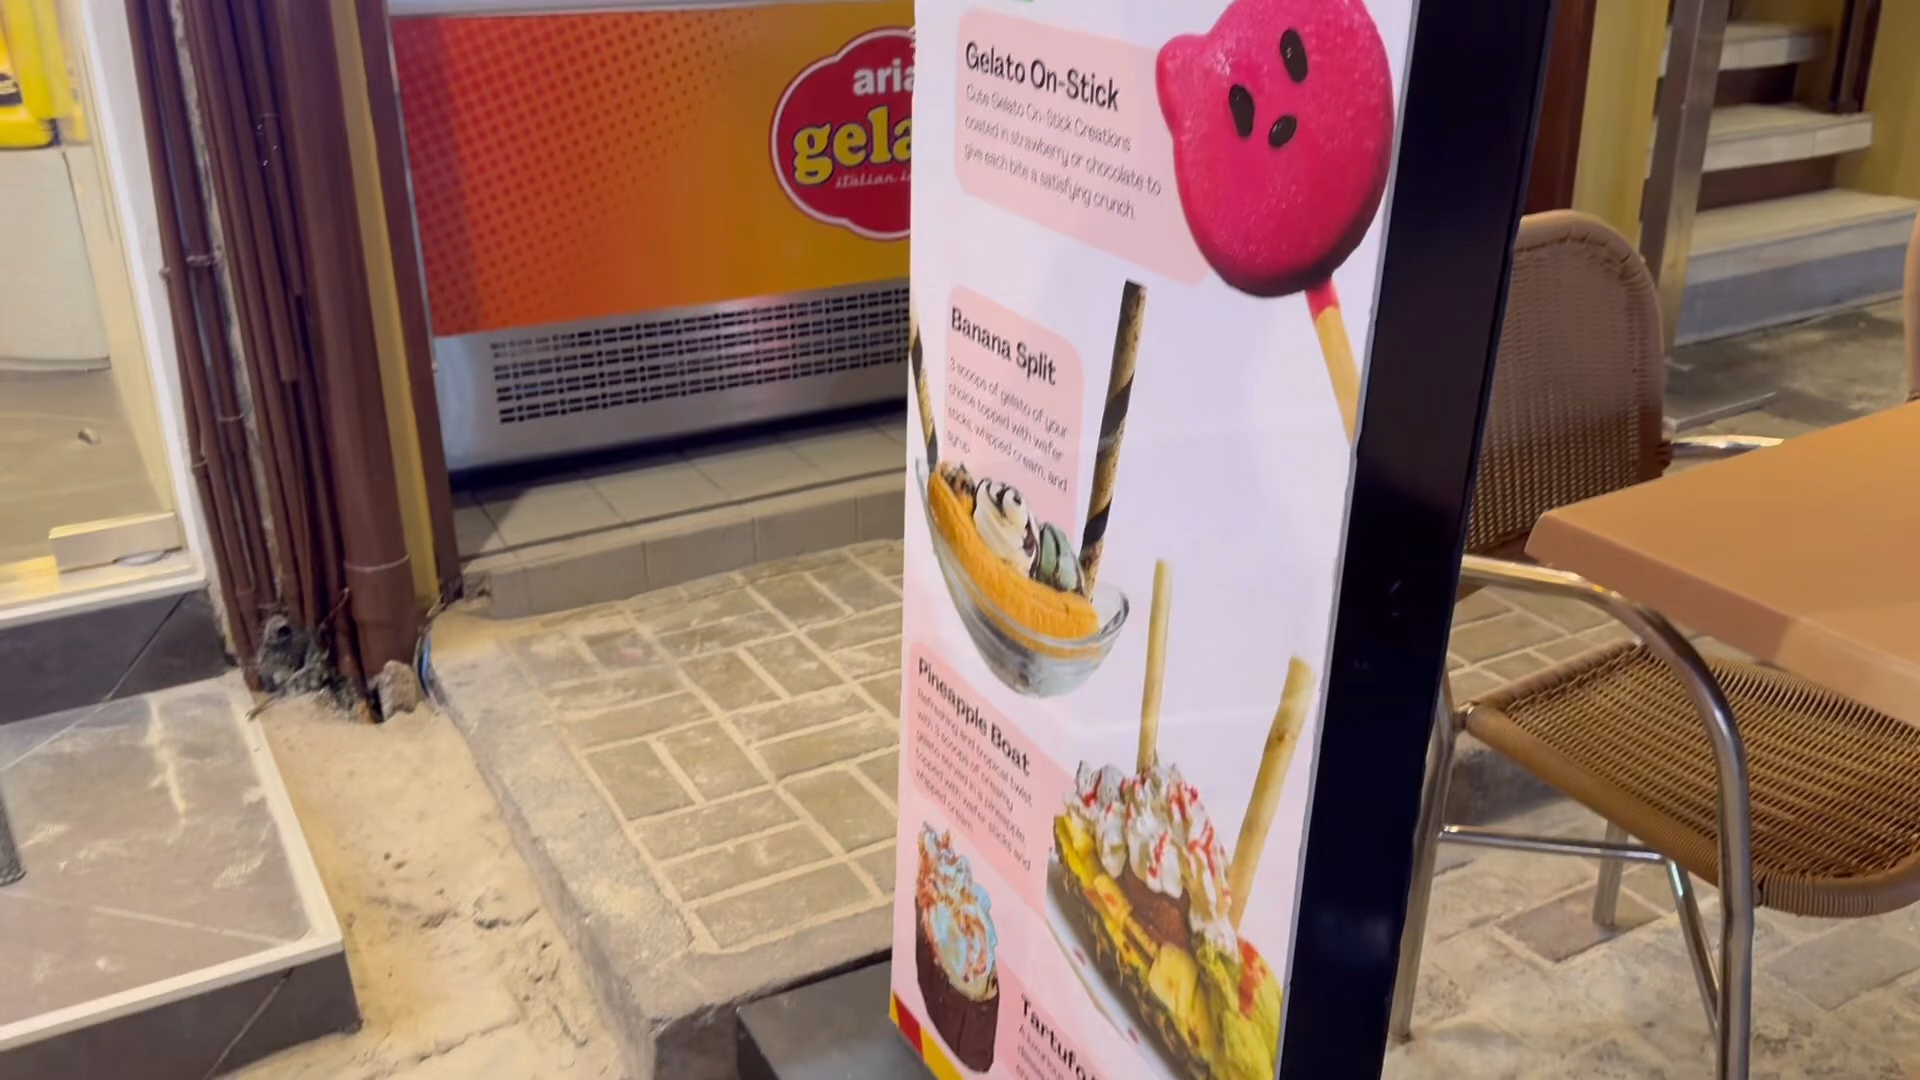 aria
gela
italian i
Gelato On-Stick
Cute Gelato On-Stick Creations
coated in strawberry or chocolate to
give each bite a satisfying crunch.
Banana Split
3 scoops of gelato of your
choice topped with wafer
sticks, whipped cream, and
syrup.
Pineapple Boat
Refreshing and tropical twist
with 3 scoops of creamy
gelato served in a pineapple,
topped with wafer sticks and
whipped cream.
Tartufo